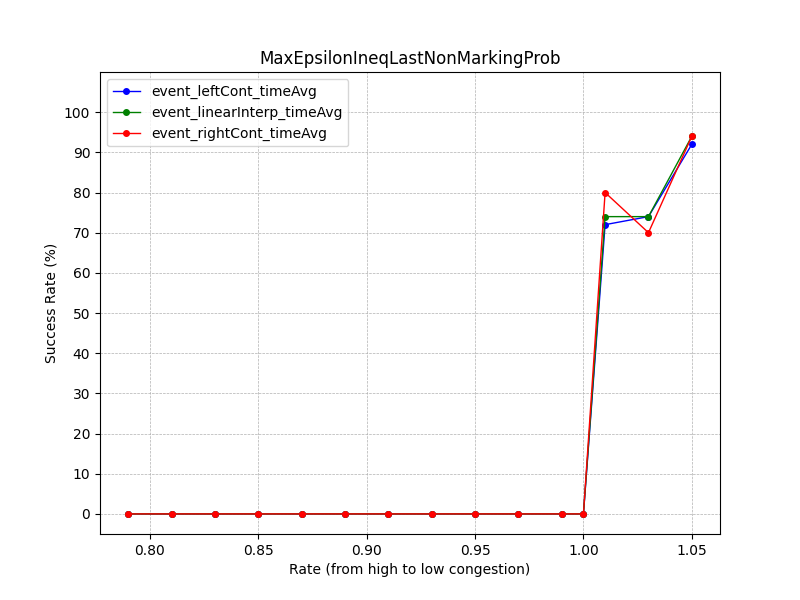 MaxEpsilonIneqLastNonMarkingProb
event_leftCont_timeAvg
event_linearInterp_timeAvg
event_rightCont_timeAvg
100
90
80
70
60
50
40
30
20
10
0
Success Rate (%)
0.80 0.85 0.90 0.95 1.00 1.05
Rate (from high to low congestion)